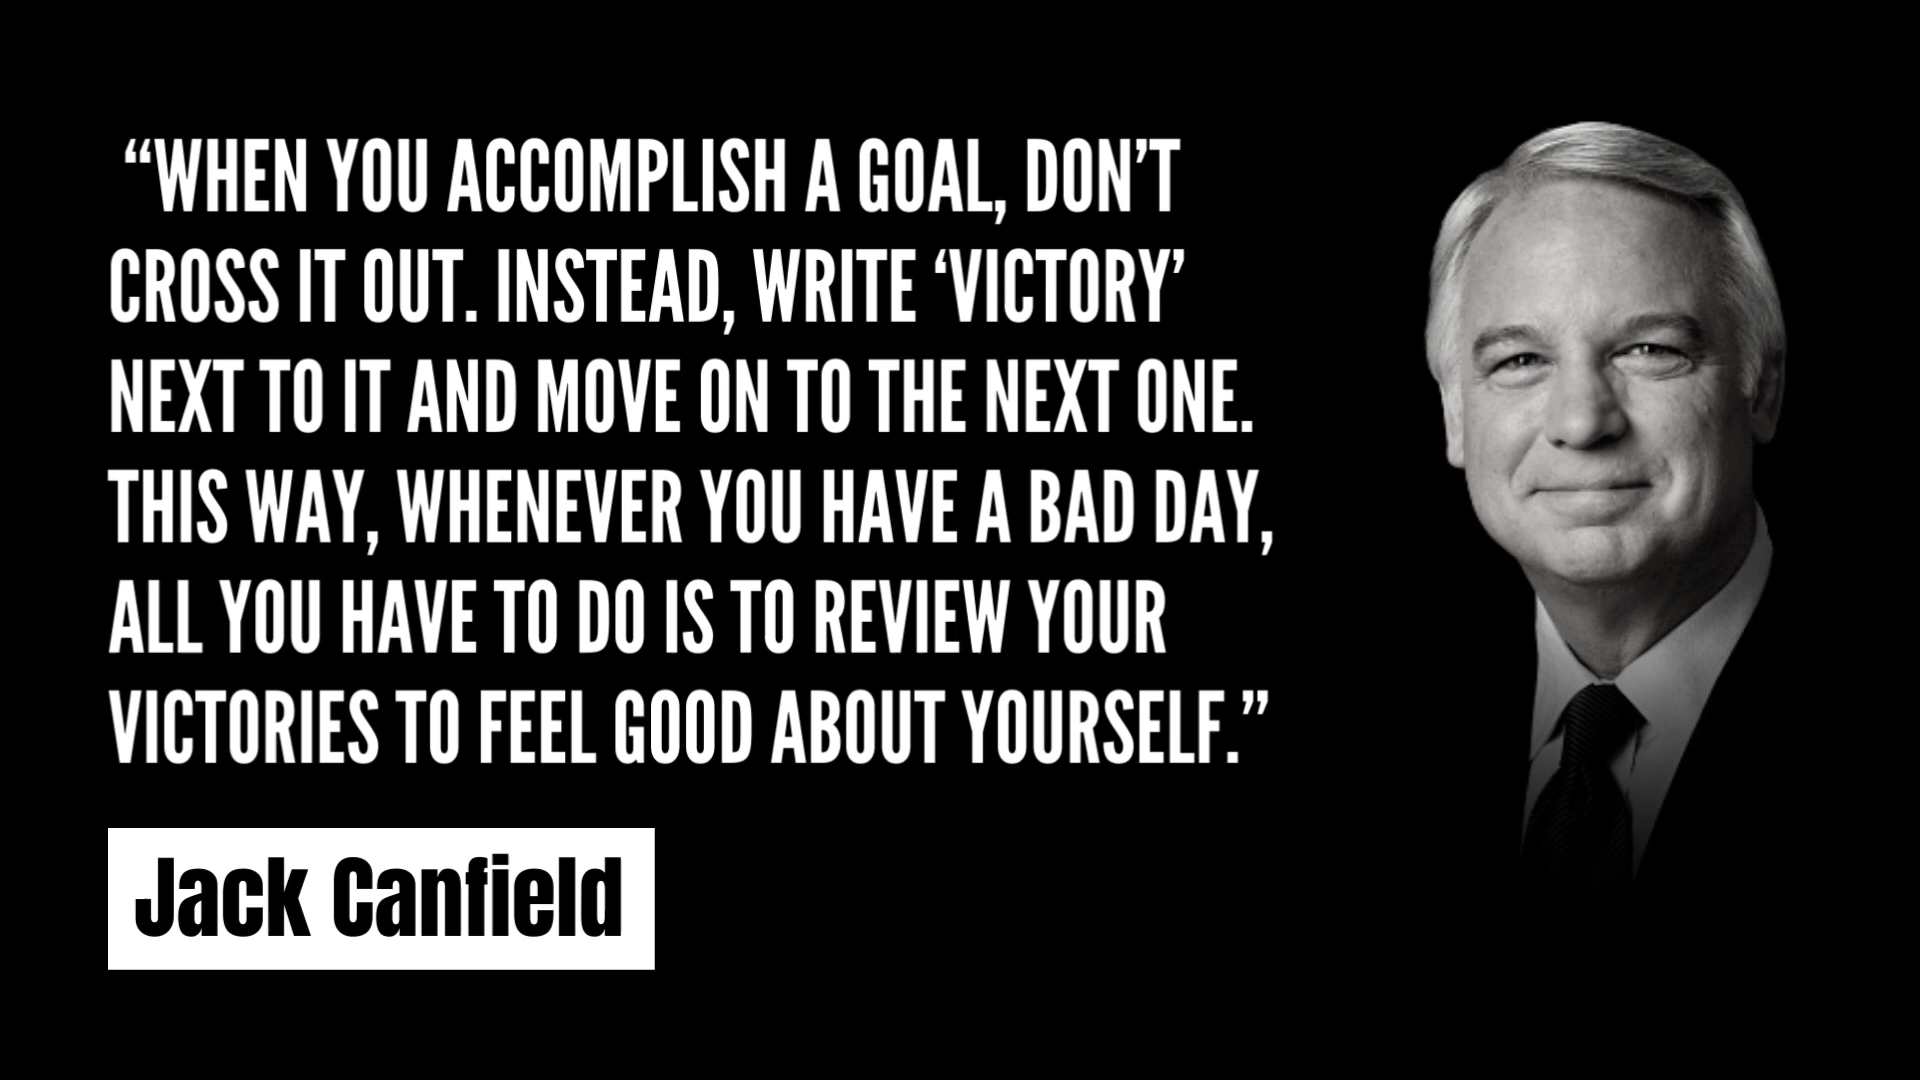 “WHEN YOU ACCOMPLISH A GOAL, DON’T
CROSS IT OUT. INSTEAD, WRITE ‘VICTORY’
NEXT TO IT AND MOVE ON TO THE NEXT ONE.
THIS WAY, WHENEVER YOU HAVE A BAD DAY,
ALL YOU HAVE TO DO IS TO REVIEW YOUR
VICTORIES TO FEEL GOOD ABOUT YOURSELF.”
Jack Canfield